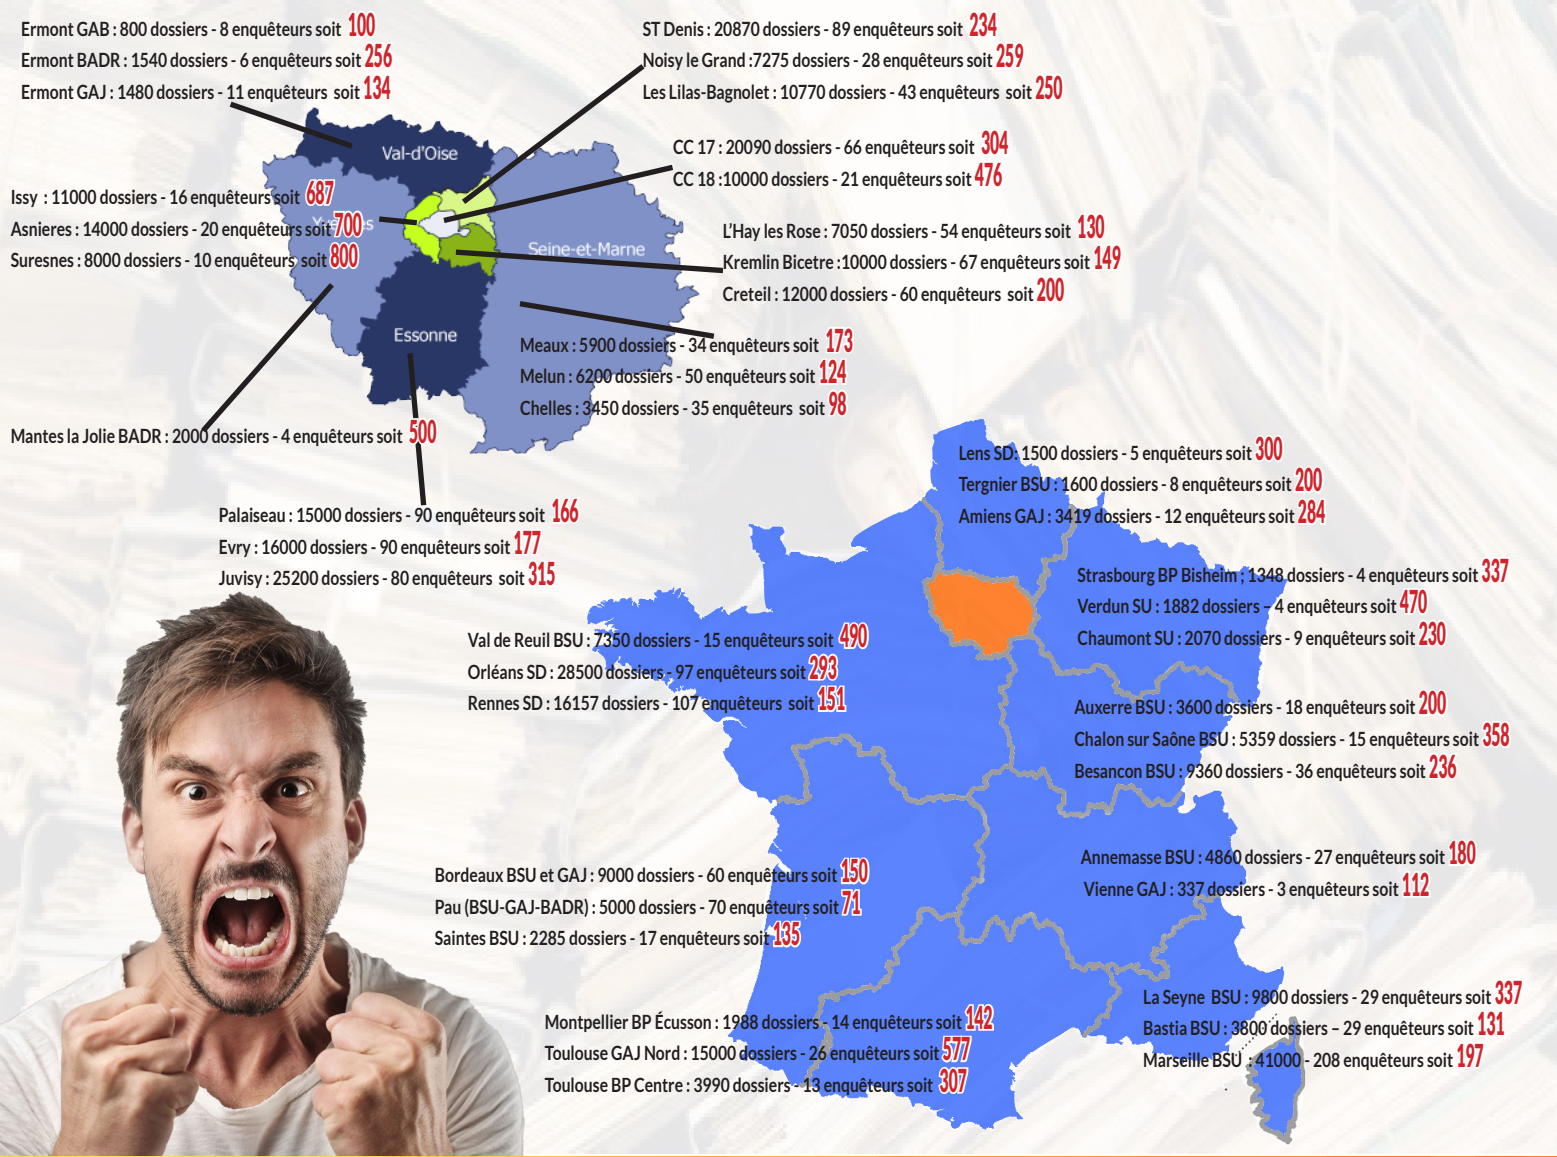 Ermont GAB : 800 dossiers - 8 enquêteurs soit 100
Ermont BADR : 1540 dossiers - 6 enquêteurs soit 256
Ermont GAJ : 1480 dossiers - 11 enquêteurs soit 134
ST Denis : 20870 dossiers - 89 enquêteurs soit 234
Noisy le Grand :7275 dossiers - 28 enquêteurs soit 259
Les Lilas-Bagnolet : 10770 dossiers - 43 enquêteurs soit 250
CC 17 : 20090 dossiers - 66 enquêteurs soit 304
CC 18 :10000 dossiers - 21 enquêteurs soit 476
Val-d'Oise
Issy : 11000 dossiers - 16 enquêteurs soit 687
Asnieres : 14000 dossiers - 20 enquêteurs soit 700
Suresnes : 8000 dossiers - 10 enquêteurs soit 800
Yvelines
Seine-et-Marne
L'Hay les Rose : 7050 dossiers - 54 enquêteurs soit 130
Kremlin Bicetre :10000 dossiers - 67 enquêteurs soit 149
Creteil : 12000 dossiers - 60 enquêteurs soit 200
Essonne
Meaux : 5900 dossiers - 34 enquêteurs soit 173
Melun : 6200 dossiers - 50 enquêteurs soit 124
Chelles : 3450 dossiers - 35 enquêteurs soit 98
Mantes la Jolie BADR : 2000 dossiers - 4 enquêteurs soit 500
Lens SD: 1500 dossiers - 5 enquêteurs soit 300
Tergnier BSU : 1600 dossiers - 8 enquêteurs soit 200
Amiens GAJ : 3419 dossiers - 12 enquêteurs soit 284
Palaiseau : 15000 dossiers - 90 enquêteurs soit 166
Evry : 16000 dossiers - 90 enquêteurs soit 177
Juvisy : 25200 dossiers - 80 enquêteurs soit 315
Strasbourg BP Bisheim ; 1348 dossiers - 4 enquêteurs soit 337
Verdun SU : 1882 dossiers – 4 enquêteurs soit 470
Chaumont SU : 2070 dossiers - 9 enquêteurs soit 230
Val de Reuil BSU : 7350 dossiers - 15 enquêteurs soit 490
Orléans SD : 28500 dossiers - 97 enquêteurs soit 293
Rennes SD : 16157 dossiers - 107 enquêteurs soit 151
Auxerre BSU : 3600 dossiers - 18 enquêteurs soit 200
Chalon sur Saône BSU : 5359 dossiers - 15 enquêteurs soit 358
Besancon BSU : 9360 dossiers - 36 enquêteurs soit 236
Annemasse BSU : 4860 dossiers - 27 enquêteurs soit 180
Vienne GAJ : 337 dossiers - 3 enquêteurs soit 112
Bordeaux BSU et GAJ : 9000 dossiers - 60 enquêteurs soit 150
Pau (BSU-GAJ-BADR) : 5000 dossiers - 70 enquêteurs soit 71
Saintes BSU : 2285 dossiers - 17 enquêteurs soit 135
La Seyne BSU : 9800 dossiers - 29 enquêteurs soit 337
Bastia BSU : 3800 dossiers – 29 enquêteurs soit 131
Marseille BSU : 41000 - 208 enquêteurs soit 197
Montpellier BP Écusson : 1988 dossiers - 14 enquêteurs soit 142
Toulouse GAJ Nord : 15000 dossiers - 26 enquêteurs soit 577
Toulouse BP Centre : 3990 dossiers - 13 enquêteurs soit 307